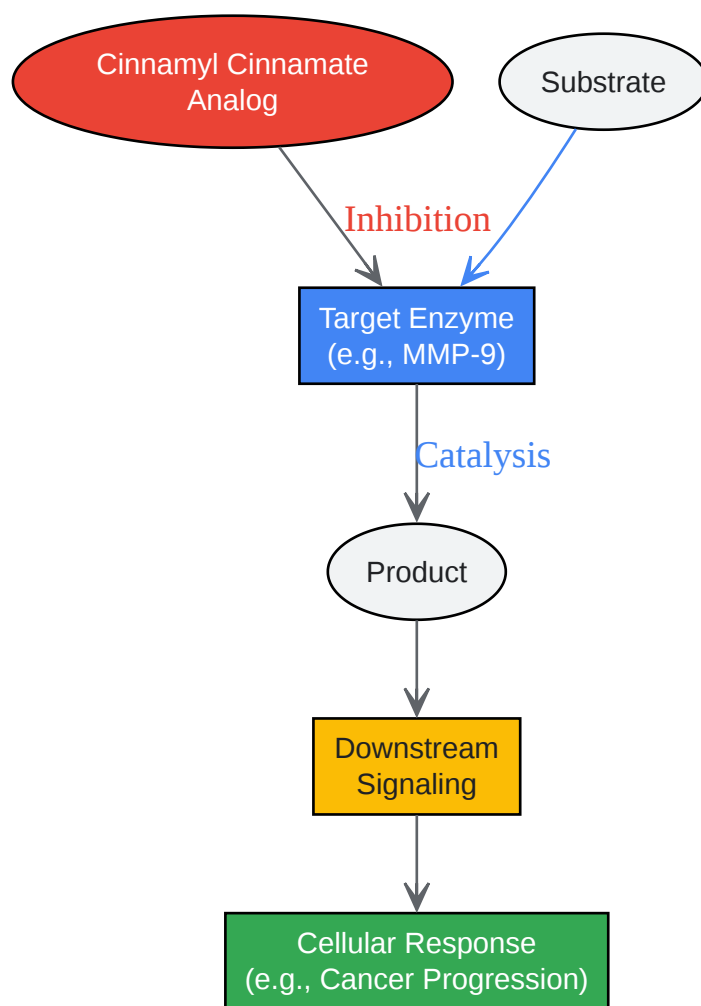 Cinnamyl Cinnamate
Analog
Substrate
Inhibition
Target Enzyme
(e.g., MMP-9)
Catalysis
Product
Downstream
Signaling
Cellular Response
(e.g., Cancer Progression)